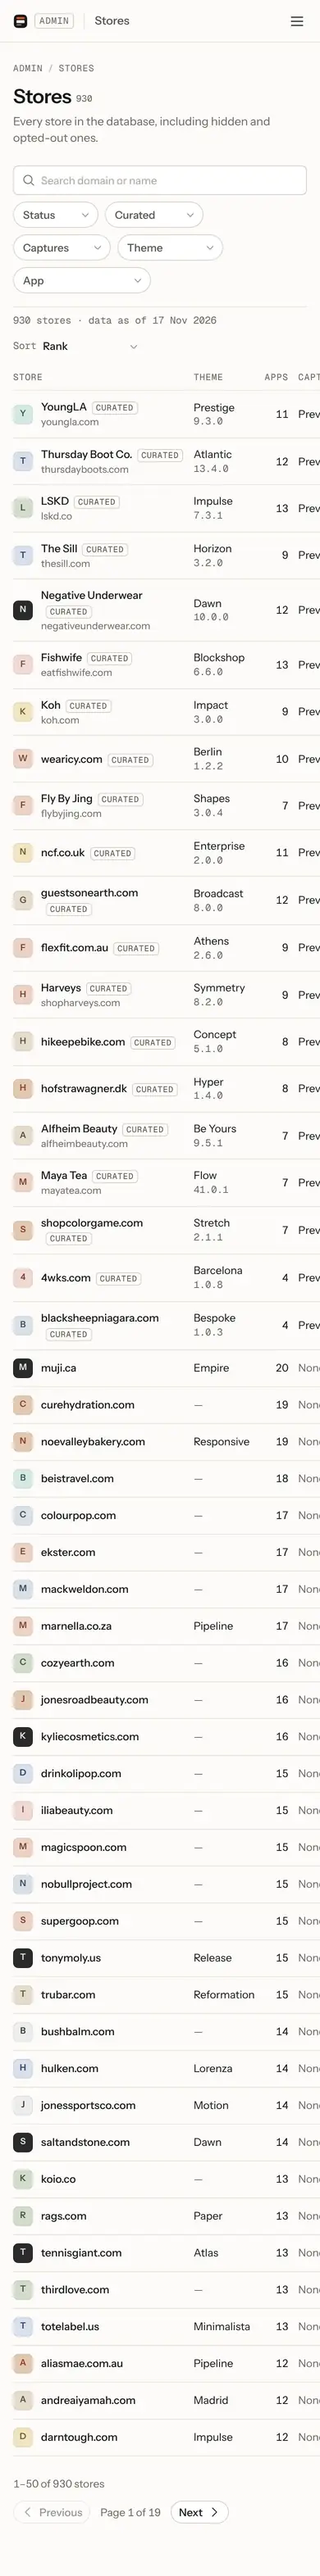 ADMIN Stores
ADMIN / STORES
Stores 930
Every store in the database, including hidden and
opted-out ones.
Search domain or name
Status Curated
Captures Theme
App
930 stores · data as of 17 Nov 2026
Sort Rank
STORE THEME APPS CAPT
Y YoungLA CURATED Prestige 11 Prev
youngla.com 9.3.0
T Thursday Boot Co. CURATED Atlantic 12 Prev
thursdayboots.com 13.4.0
L LSKD CURATED Impulse 13 Prev
lskd.co 7.3.1
T The Sill CURATED Horizon 9 Prev
thesill.com 3.2.0
N Negative Underwear Dawn 12 Prev
CURATED 10.0.0
negativeunderwear.com
F Fishwife CURATED Blockshop 13 Prev
eatfishwife.com 6.6.0
K Koh CURATED Impact 9 Prev
koh.com 3.0.0
W wearicy.com CURATED Berlin 10 Prev
1.2.2
F Fly By Jing CURATED Shapes 7 Prev
flybyjing.com 3.0.4
N ncf.co.uk CURATED Enterprise 11 Prev
2.0.0
G guestsonearth.com Broadcast 12 Prev
CURATED 8.0.0
F flexfit.com.au CURATED Athens 9 Prev
2.6.0
H Harveys CURATED Symmetry 9 Prev
shopharveys.com 8.2.0
H hikeepebike.com CURATED Concept 8 Prev
5.1.0
H hofstrawagner.dk CURATED Hyper 8 Prev
1.4.0
A Alfheim Beauty CURATED Be Yours 7 Prev
alfheimbeauty.com 9.5.1
M Maya Tea CURATED Flow 7 Prev
mayatea.com 41.0.1
S shopcolorgame.com Stretch 7 Prev
CURATED 2.1.1
4 4wks.com CURATED Barcelona 4 Prev
1.0.8
B blacksheepniagara.com Bespoke 4 Prev
CURATED 1.0.3
M muji.ca Empire 20 None
C curehydration.com — 19 None
N noevalleybakery.com Responsive 19 None
B beistravel.com — 18 None
C colourpop.com — 17 None
E ekster.com — 17 None
M mackweldon.com — 17 None
M marnella.co.za Pipeline 17 None
C cozyearth.com — 16 None
J jonesroadbeauty.com — 16 None
K kyliecosmetics.com — 16 None
D drinkolipop.com — 15 None
I iliabeauty.com — 15 None
M magicspoon.com — 15 None
N nobullproject.com — 15 None
S supergoop.com — 15 None
T tonymoly.us Release 15 None
T trubar.com Reformation 15 None
B bushbalm.com — 14 None
H hulken.com Lorenza 14 None
J jonessportsco.com Motion 14 None
S saltandstone.com Dawn 14 None
K koio.co — 13 None
R rags.com Paper 13 None
T tennisgiant.com Atlas 13 None
T thirdlove.com — 13 None
T totelabel.us Minimalista 13 None
A aliasmae.com.au Pipeline 12 None
A andreaiyamah.com Madrid 12 None
D darntough.com Impulse 12 None
1–50 of 930 stores
Previous Page 1 of 19 Next